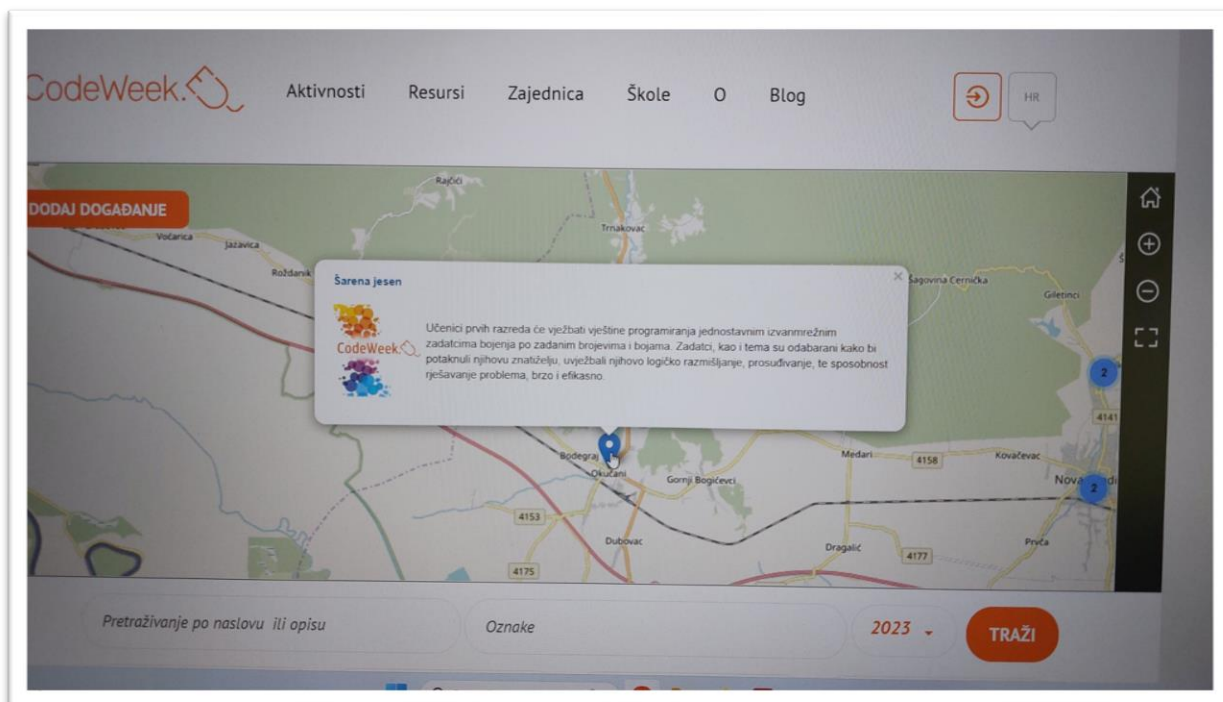 CodeWeek.
Aktivnosti Resursi Zajednica Škole O Blog HR
DODAJ DOGAĐANJE
Rajčići
Trnakovac
Voćarica
Jazavica
Roždanik
Šagovina Cernička
Giletinci
Šarena jesen
CodeWeek
Učenici prvih razreda će vježbati vještine programiranja jednostavnim izvanmrežnim
zadatcima bojenja po zadanim brojevima i bojama. Zadatci, kao i tema su odabarani kako bi
potaknuli njihovu znatiželju, uvježbali njihovo logičko razmišljanje, prosuđivanje, te sposobnost
rješavanje problema, brzo i efikasno.
2
4141
Bodegraj
Okučani
Gornji Bogićevci
Medari
4158
Kovačevac
Nova
2
4153
Dubovac
Dragalić
4177
Prvča
4175
Pretraživanje po naslovu ili opisu
Oznake
2023
TRAŽI